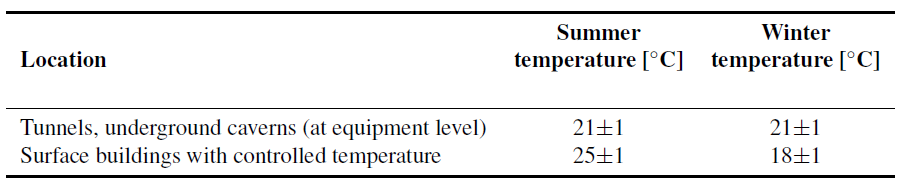 Summer Winter
Location temperature [°C] temperature [°C]
Tunnels, underground caverns (at equipment level) 21±1 21±1
Surface buildings with controlled temperature 25±1 18±1